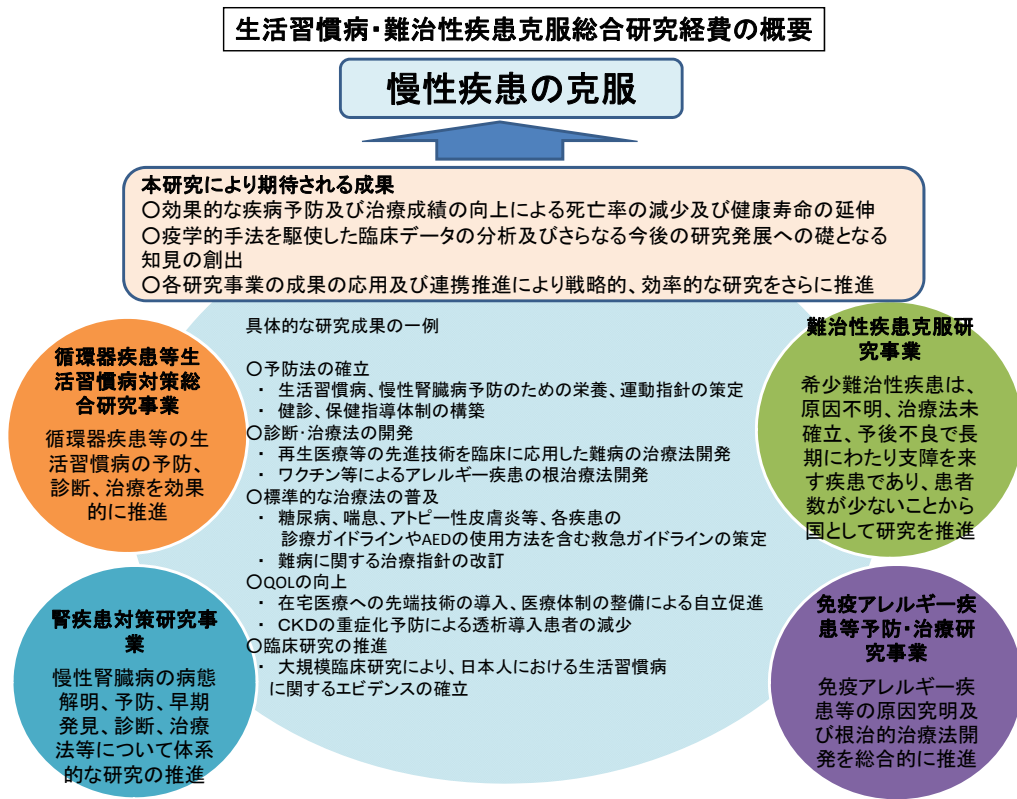 生活習慣病・難治性疾患克服総合研究経費の概要
慢性疾患の克服
本研究により期待される成果
〇効果的な疾病予防及び治療成績の向上による死亡率の減少及び健康寿命の延伸
〇疫学的手法を駆使した臨床データの分析及びさらなる今後の研究発展への礎となる
知見の創出
〇各研究事業の成果の応用及び連携推進により戦略的、効率的な研究をさらに推進
循環器疾患等生
活習慣病対策総
合研究事業
循環器疾患等の生
活習慣病の予防、
診断、治療を効果
的に推進
具体的な研究成果の一例
〇予防法の確立
・ 生活習慣病、慢性腎臓病予防のための栄養、運動指針の策定
・ 健診、保健指導体制の構築
〇診断・治療法の開発
・ 再生医療等の先進技術を臨床に応用した難病の治療法開発
・ ワクチン等によるアレルギー疾患の根治療法開発
〇標準的な治療法の普及
・ 糖尿病、喘息、アトピー性皮膚炎等、各疾患の
診療ガイドラインやAEDの使用方法を含む救急ガイドラインの策定
・ 難病に関する治療指針の改訂
〇QOLの向上
・ 在宅医療への先端技術の導入、医療体制の整備による自立促進
・ CKDの重症化予防による透析導入患者の減少
〇臨床研究の推進
・ 大規模臨床研究により、日本人における生活習慣病
に関するエビデンスの確立
難治性疾患克服研
究事業
希少難治性疾患は、
原因不明、治療法未
確立、予後不良で長
期にわたり支障を来
す疾患であり、患者
数が少ないことから
国として研究を推進
腎疾患対策研究事
業
慢性腎臓病の病態
解明、予防、早期
発見、診断、治療
法等について体系
的な研究の推進
免疫アレルギー疾
患等予防・治療研
究事業
免疫アレルギー疾
患等の原因究明及
び根治的治療法開
発を総合的に推進